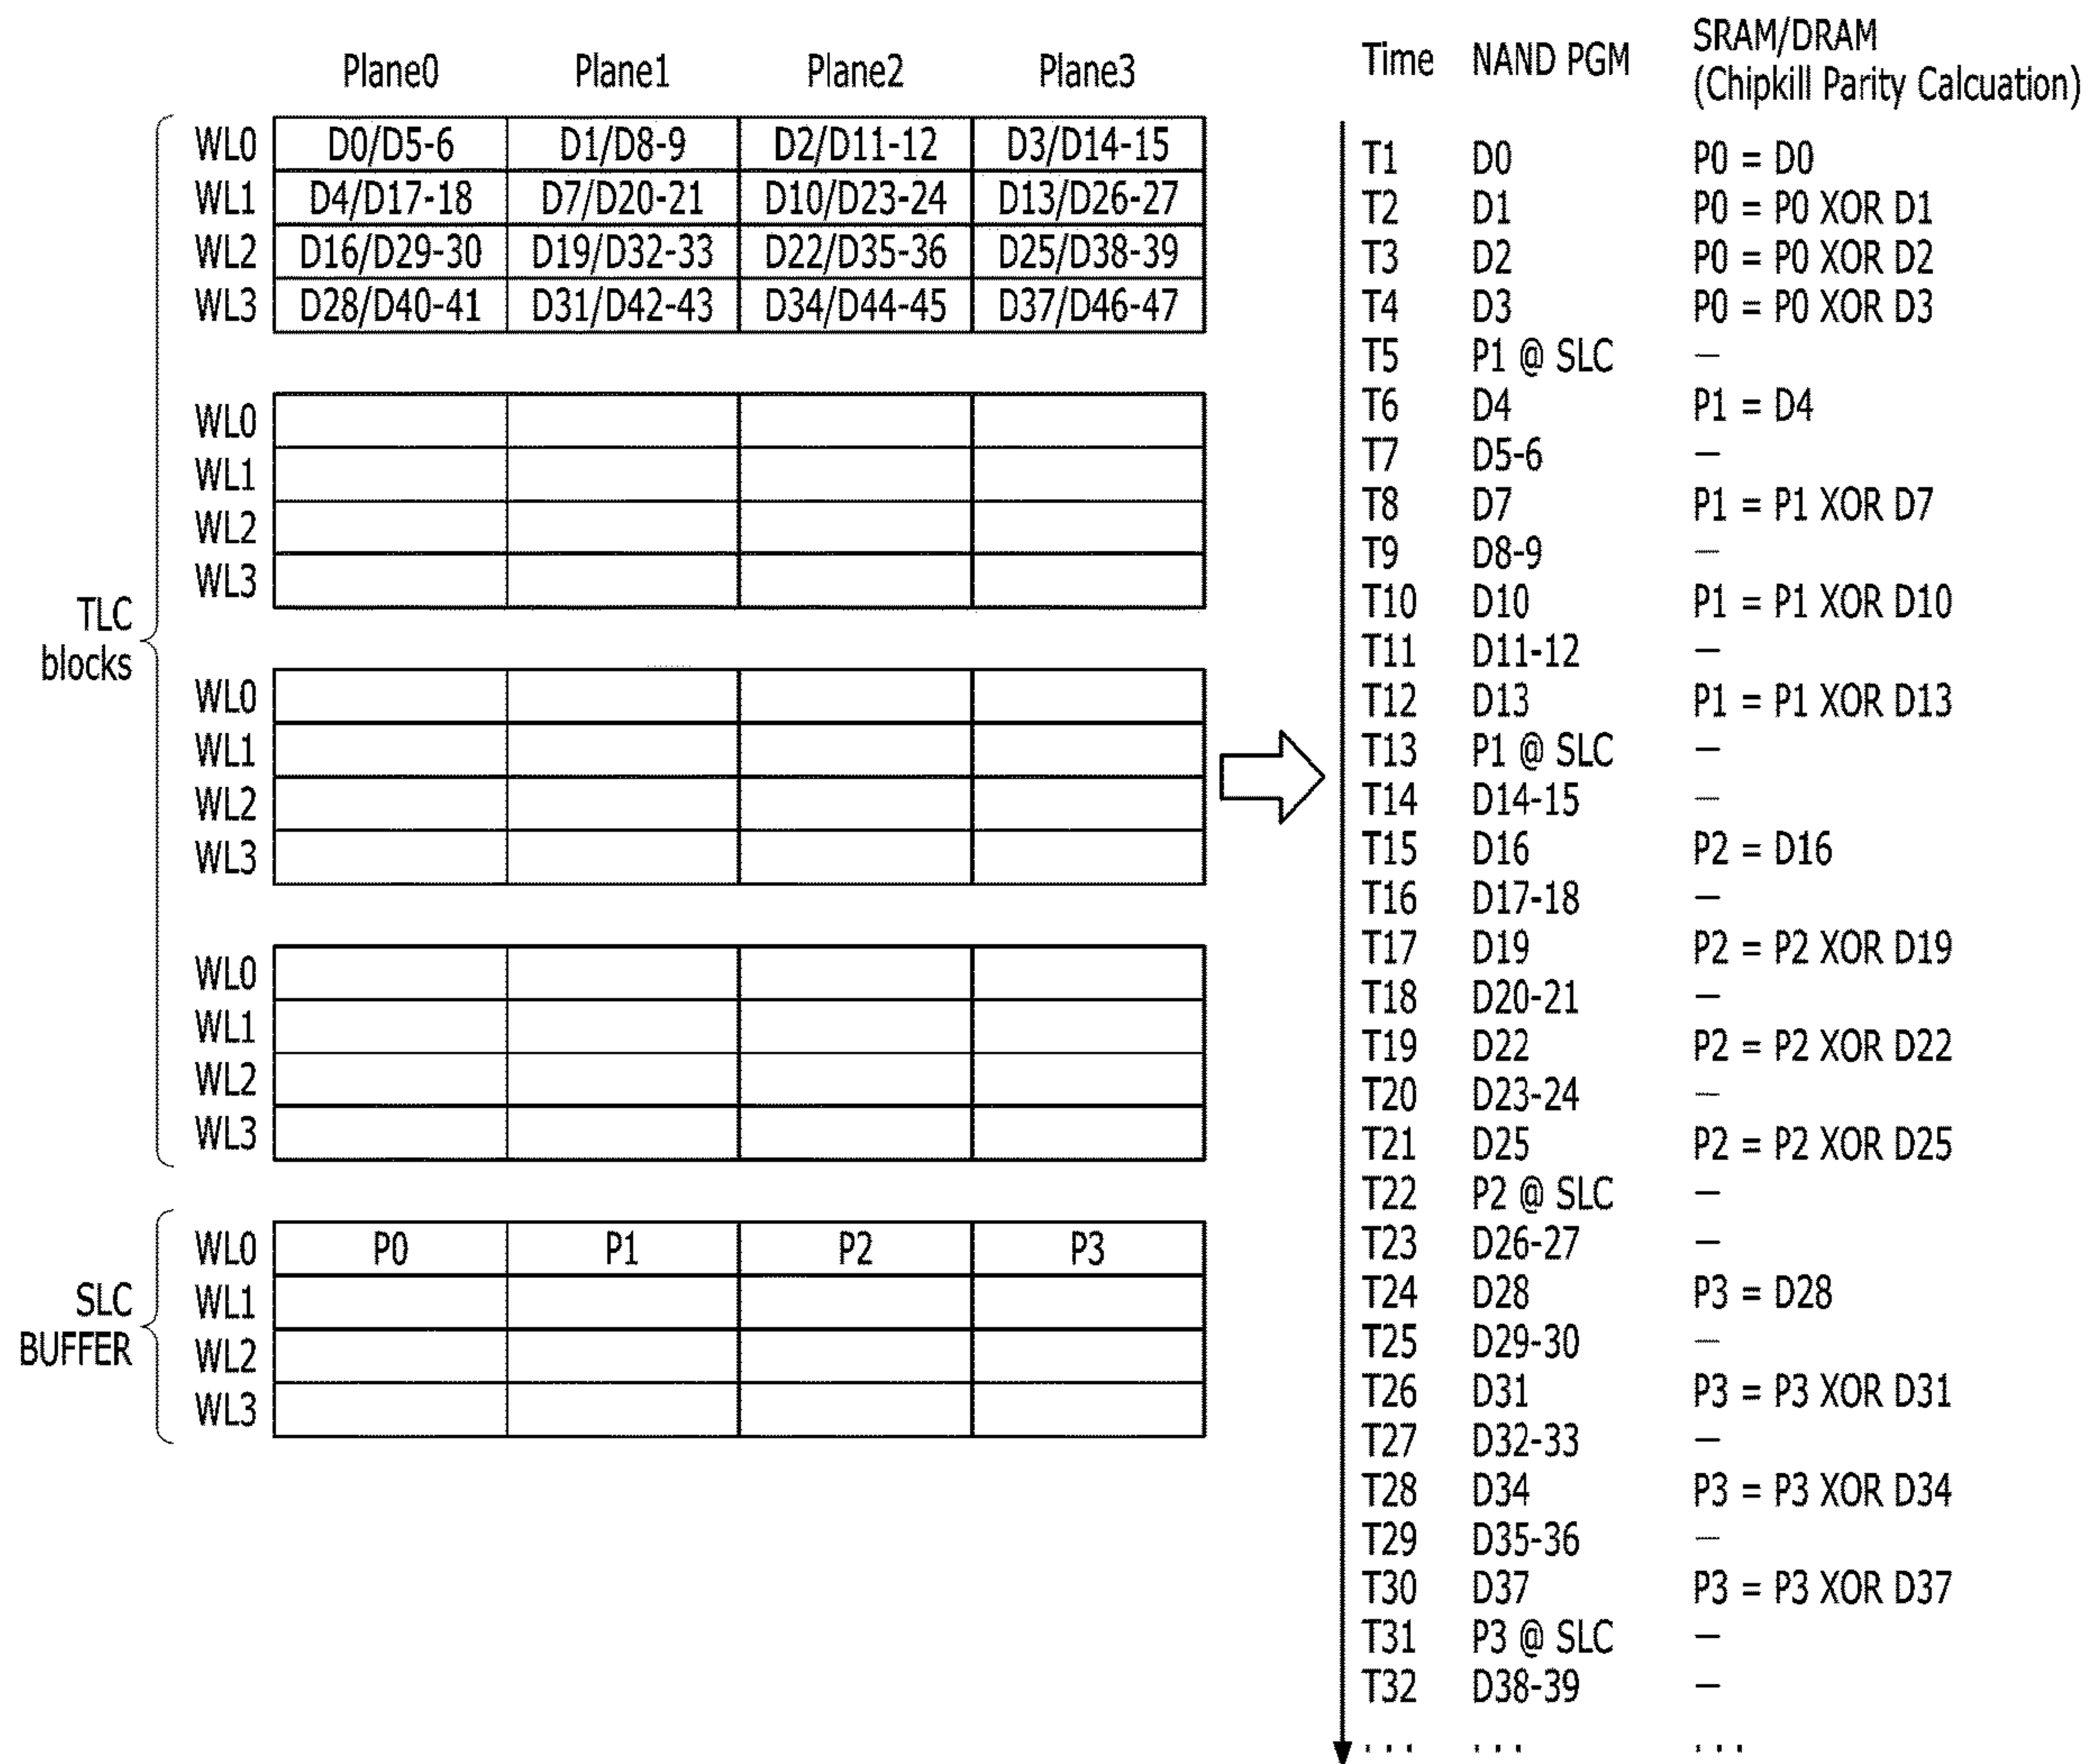 Plane0 Plane1 Plane2 Plane3
WL0 D0/D5-6 D1/D8-9 D2/D11-12 D3/D14-15
WL1 D4/D17-18 D7/D20-21 D10/D23-24 D13/D26-27
WL2 D16/D29-30 D19/D32-33 D22/D35-36 D25/D38-39
WL3 D28/D40-41 D31/D42-43 D34/D44-45 D37/D46-47
WL0
WL1
WL2
WL3
TLC
blocks
WL0
WL1
WL2
WL3
WL0
WL1
WL2
WL3
SLC
BUFFER
WL0 P0 P1 P2 P3
WL1
WL2
WL3
SRAM/DRAM
Time NAND PGM (Chipkill Parity Calcuation)
T1 D0 P0 = D0
T2 D1 P0 = P0 XOR D1
T3 D2 P0 = P0 XOR D2
T4 D3 P0 = P0 XOR D3
T5 P1 @ SLC —
T6 D4 P1 = D4
T7 D5-6 —
T8 D7 P1 = P1 XOR D7
T9 D8-9 —
T10 D10 P1 = P1 XOR D10
T11 D11-12 —
T12 D13 P1 = P1 XOR D13
T13 P1 @ SLC —
T14 D14-15 —
T15 D16 P2 = D16
T16 D17-18 —
T17 D19 P2 = P2 XOR D19
T18 D20-21 —
T19 D22 P2 = P2 XOR D22
T20 D23-24 —
T21 D25 P2 = P2 XOR D25
T22 P2 @ SLC —
T23 D26-27 —
T24 D28 P3 = D28
T25 D29-30 —
T26 D31 P3 = P3 XOR D31
T27 D32-33 —
T28 D34 P3 = P3 XOR D34
T29 D35-36 —
T30 D37 P3 = P3 XOR D37
T31 P3 @ SLC —
T32 D38-39 —
... ... ...